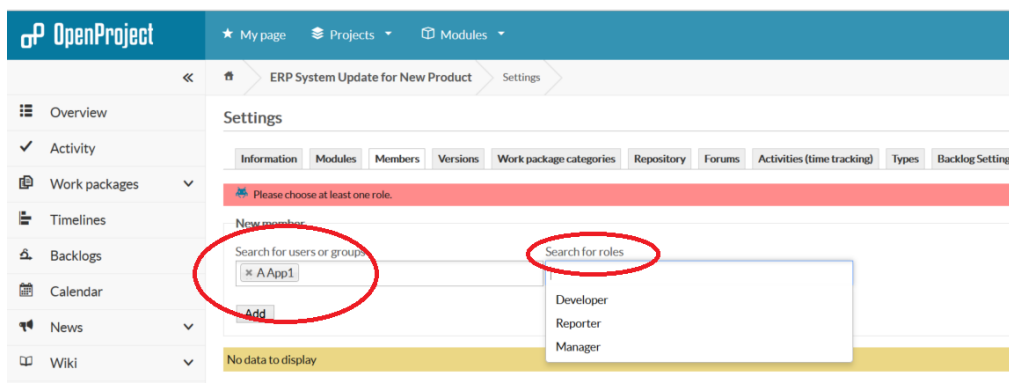 OpenProject
My page Projects Modules
ERP System Update for New Product Settings
Overview
Activity
Work packages
Timelines
Backlogs
Calendar
News
Wiki
Settings
Information Modules Members Versions Work package categories Repository Forums Activities (time tracking) Types Backlog Setting
Please choose at least one role.
New member
Search for users or groups Search for roles
A App1
Developer
Reporter
Manager
Add
No data to display